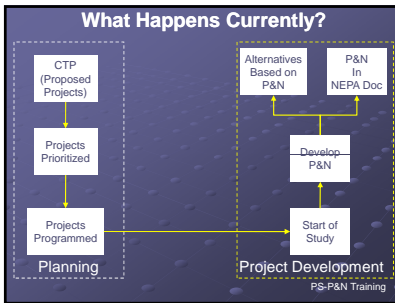 What Happens Currently?
CTP
(Proposed
Projects)
Projects
Prioritized
Projects
Programmed
Planning
Alternatives
Based on
P&N
P&N
In
NEPA Doc
Develop
P&N
Start of
Study
Project Development
PS-P&N Training